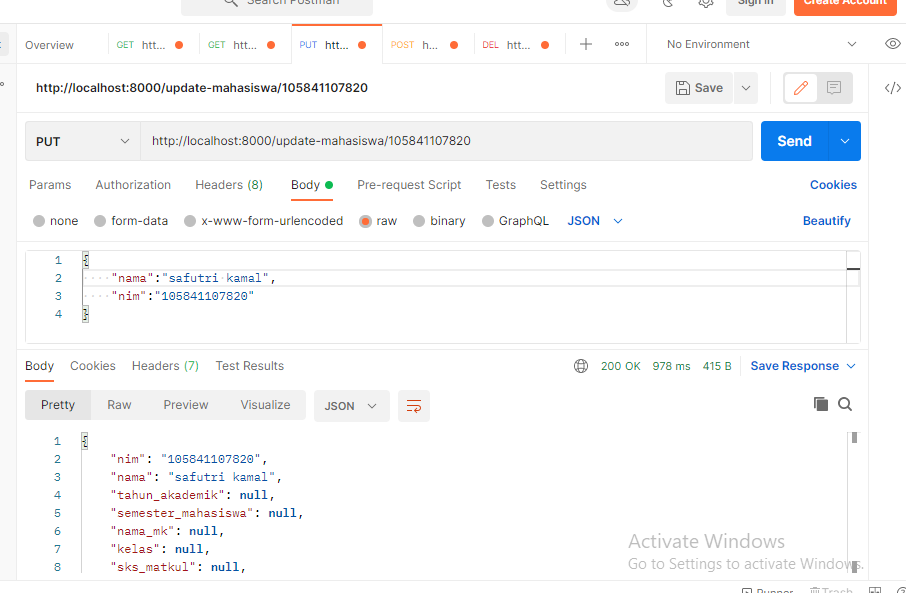 Search Postman
Sign In
Create Account
Overview
GET htt...
GET htt...
PUT htt...
POST h...
DEL htt...
No Environment
http://localhost:8000/update-mahasiswa/105841107820
Save
PUT
http://localhost:8000/update-mahasiswa/105841107820
Send
Params
Authorization
Headers (8)
Body
Pre-request Script
Tests
Settings
Cookies
none
form-data
x-www-form-urlencoded
raw
binary
GraphQL
JSON
Beautify
1 {
2 "nama":"safutri kamal",
3 "nim":"105841107820"
4 }
Body
Cookies
Headers (7)
Test Results
200 OK
978 ms
415 B
Save Response
Pretty
Raw
Preview
Visualize
JSON
1 {
2 "nim": "105841107820",
3 "nama": "safutri kamal",
4 "tahun_akademik": null,
5 "semester_mahasiswa": null,
6 "nama_mk": null,
7 "kelas": null,
8 "sks_matkul": null,
Activate Windows
Go to Settings to activate Windows.
Runner
Trash